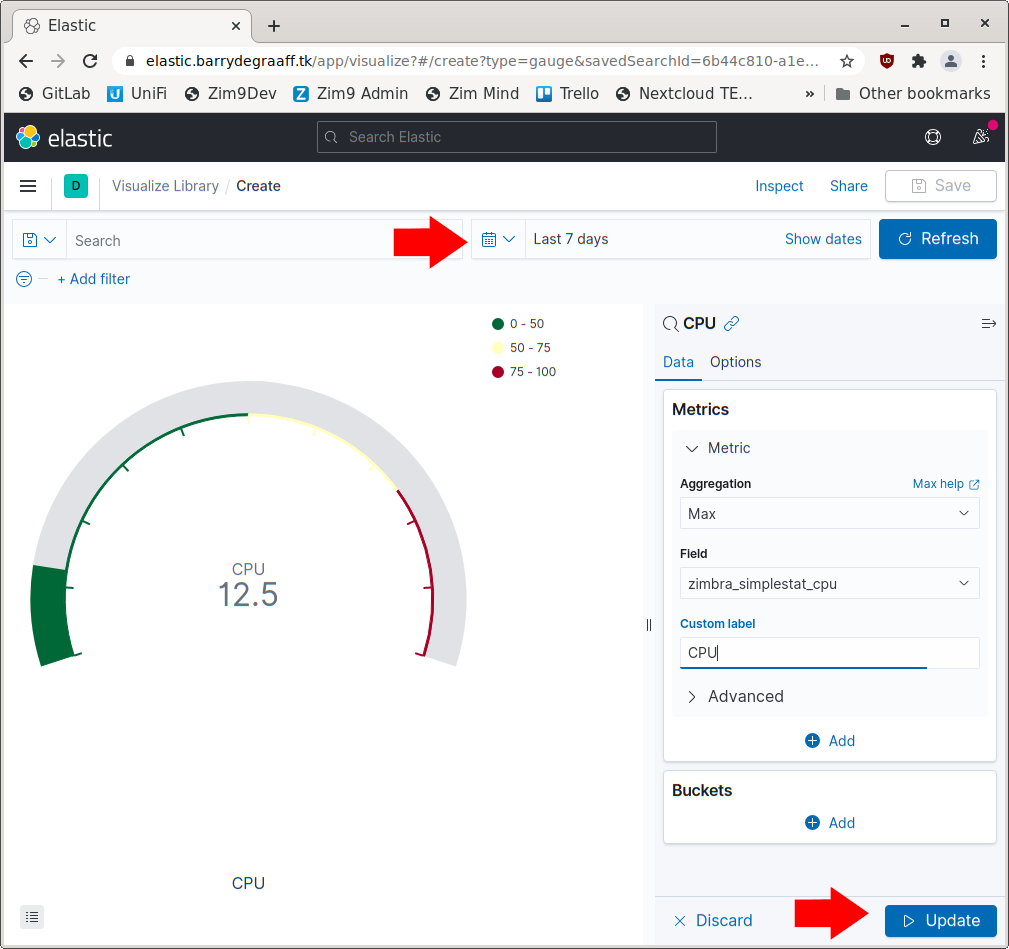 Elastic
elastic.barrydegraaff.tk/app/visualize?#/create?type=gauge&savedSearchId=6b44c810-a1e...
GitLab UniFi Zim9Dev Zim9 Admin Zim Mind Trello Nextcloud TE... » Other bookmarks
elastic Search Elastic
D Visualize Library / Create Inspect Share Save
Search Last 7 days Show dates Refresh
+ Add filter
0 - 50
50 - 75
75 - 100
CPU
12.5
CPU
CPU
Data Options
Metrics
Metric
Aggregation Max help
Max
Field
zimbra_simplestat_cpu
Custom label
CPU
Advanced
Add
Buckets
Add
Discard Update